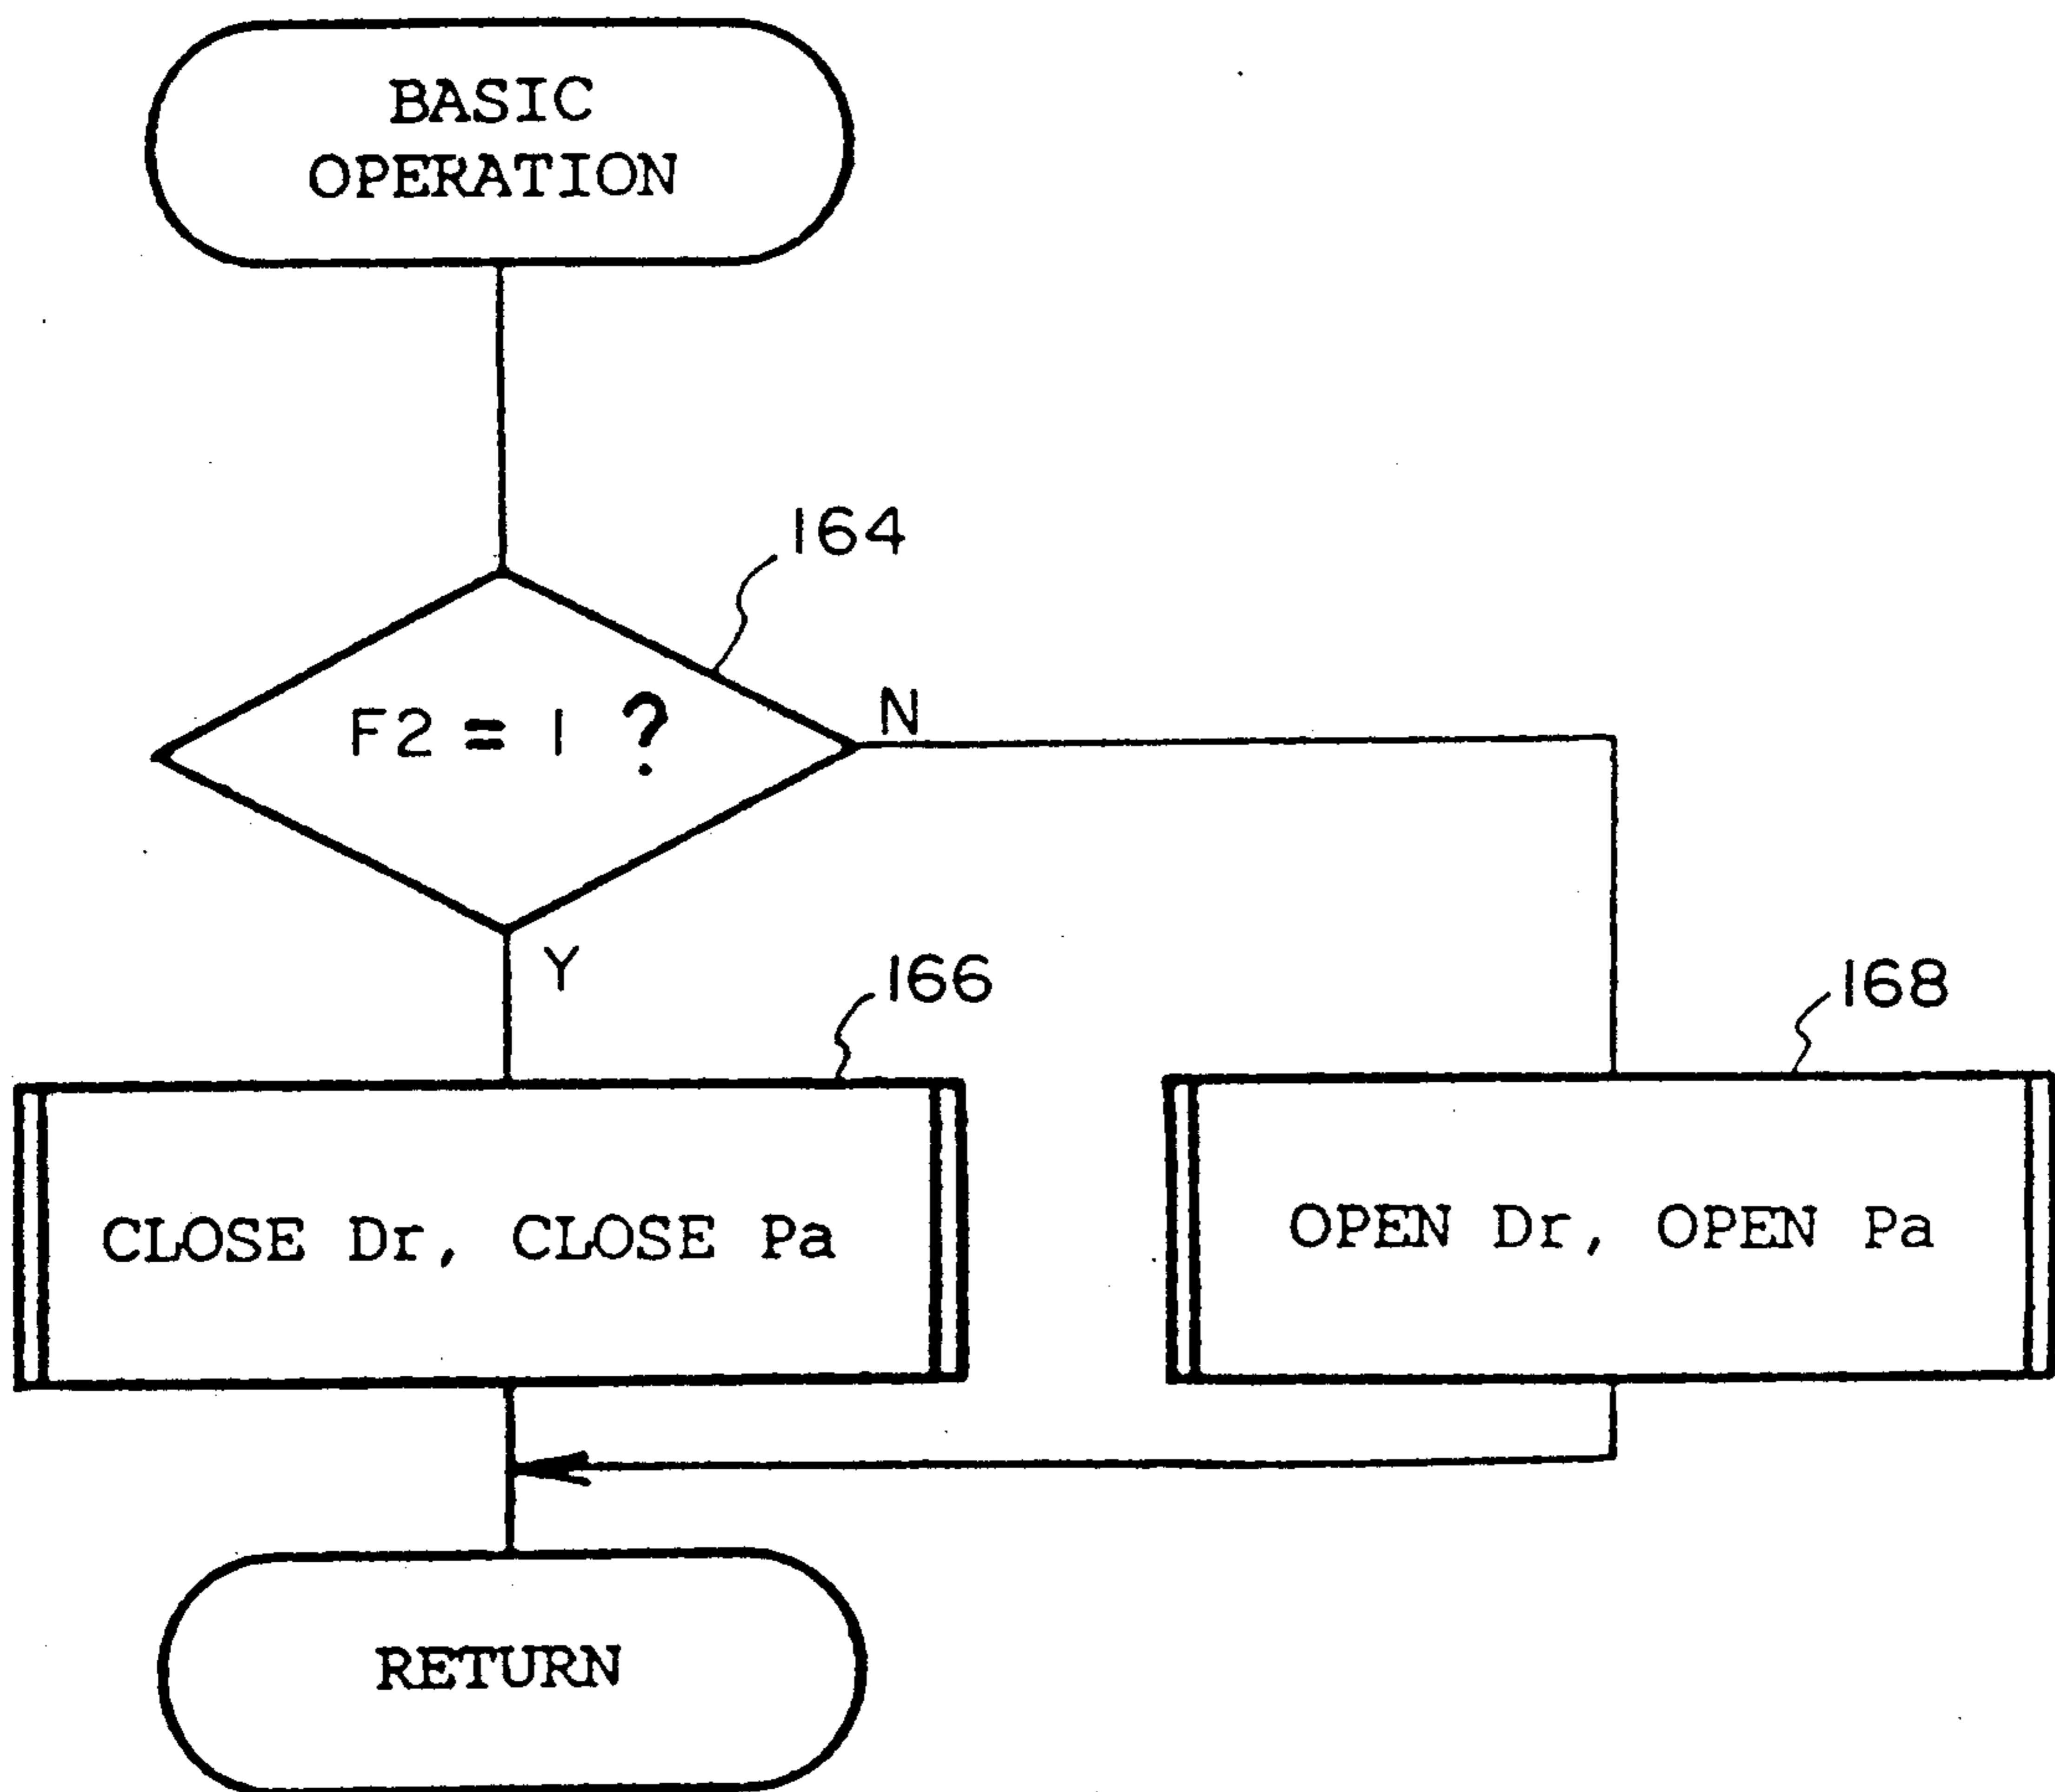 BASIC
OPERATION
164
F2 = 1 ?
N
Y
166
168
CLOSE Dr, CLOSE Pa
OPEN Dr, OPEN Pa
RETURN